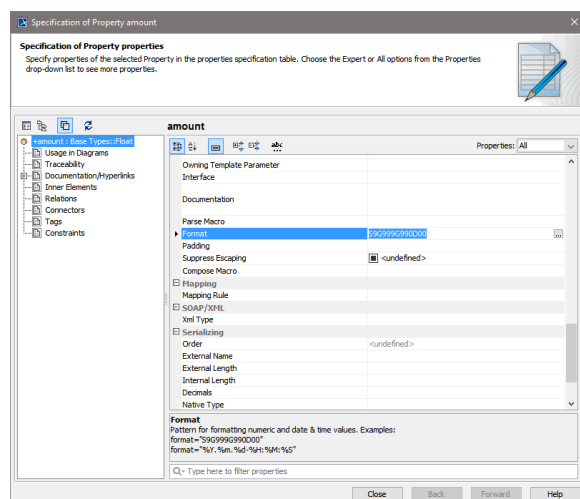 Specification of Property amount
Specification of Property properties
Specify properties of the selected Property in the properties specification table. Choose the Expert or All options from the Properties
drop-down list to see more properties.
amount
+amount : Base Types::Float
Usage in Diagrams
Traceability
Documentation/Hyperlinks
Inner Elements
Relations
Connectors
Tags
Constraints
Properties: All
Owning Template Parameter
Interface
Documentation
Parse Macro
Format S9G999G990D00 ...
Padding
Suppress Escaping <undefined>
Compose Macro
Mapping
Mapping Rule
SOAP/XML
Xml Type
Serializing
Order <undefined>
External Name
External Length
Internal Length
Decimals
Native Type
Format
Pattern for formatting numeric and date & time values. Examples:
format="S9G999G990D00"
format="%Y.%m.%d-%H:%M:%S"
Type here to filter properties
Close Back Forward Help